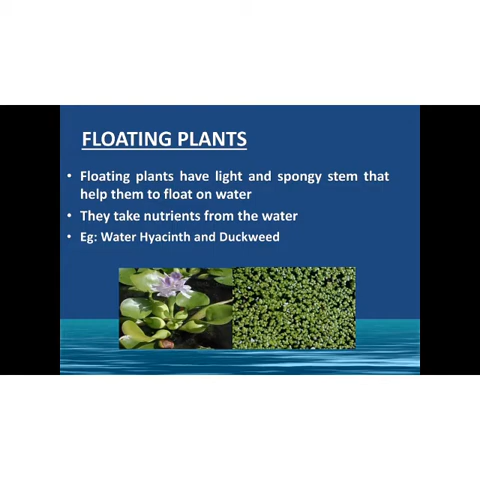 FLOATING PLANTS
• Floating plants have light and spongy stem that
help them to float on water
• They take nutrients from the water
• Eg: Water Hyacinth and Duckweed